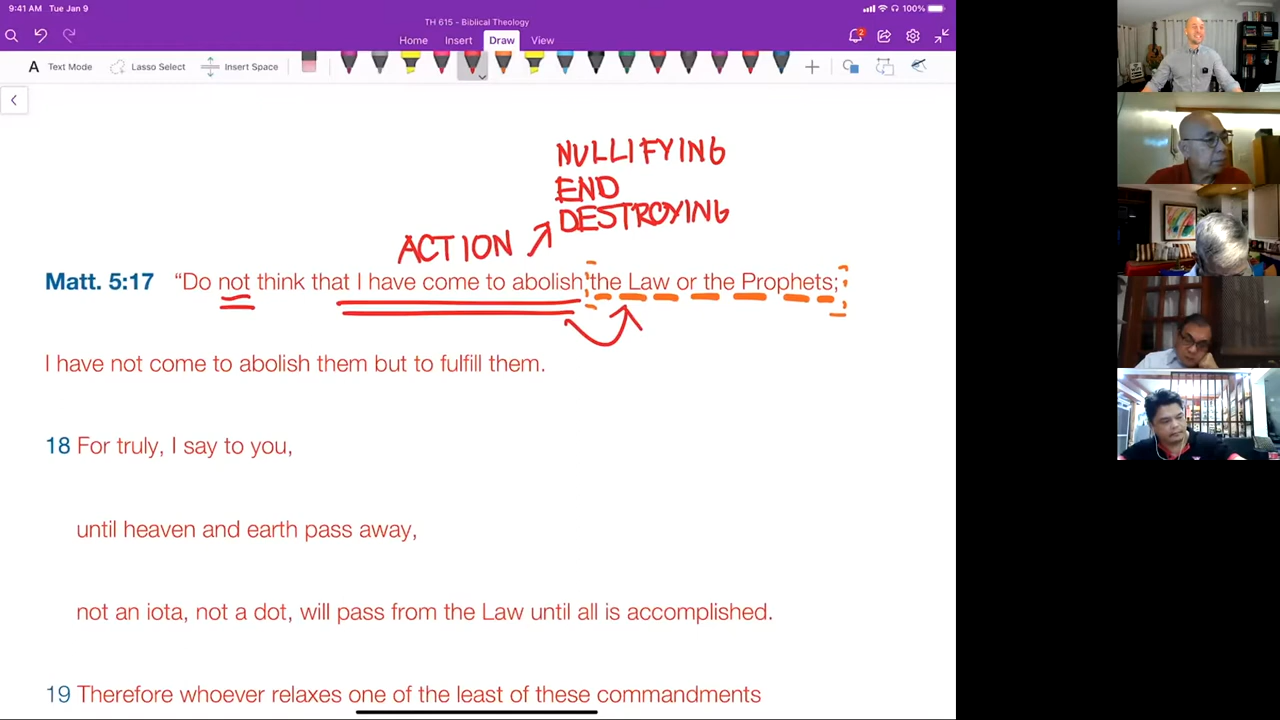 9:41 AM Tue Jan 9
100%
TH 615 - Biblical Theology
Home Insert Draw View
2
A Text Mode Lasso Select Insert Space
NULLIFYING
END
DESTROYING
ACTION
Matt. 5:17 “Do not think that I have come to abolish the Law or the Prophets;
I have not come to abolish them but to fulfill them.
18 For truly, I say to you,
until heaven and earth pass away,
not an iota, not a dot, will pass from the Law until all is accomplished.
19 Therefore whoever relaxes one of the least of these commandments